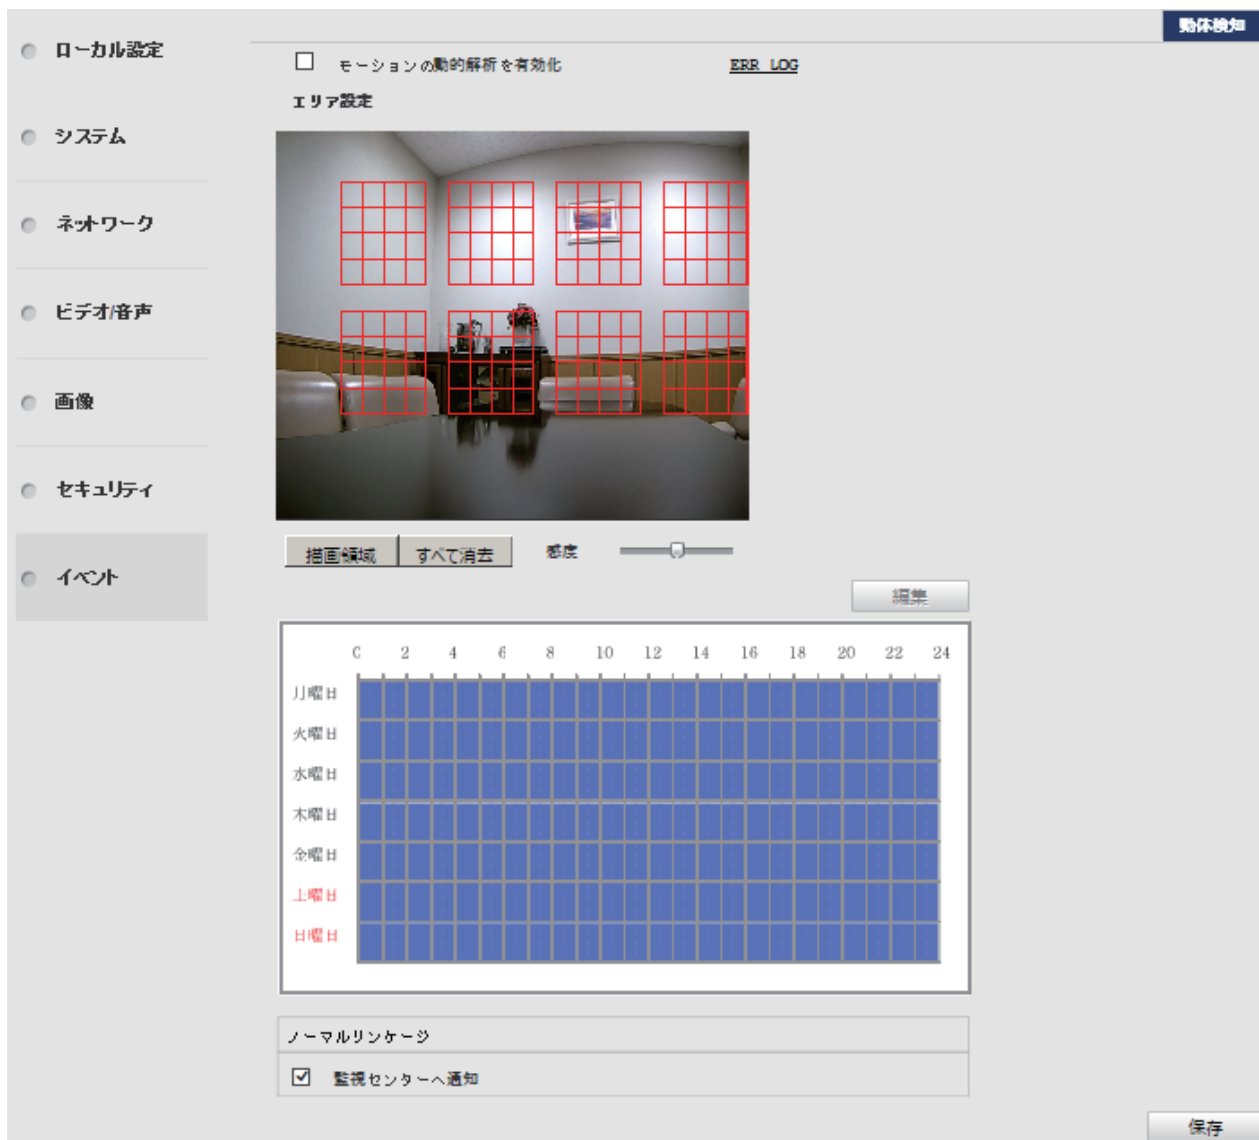 動体検知
ローカル設定
システム
ネットワーク
ビデオ/音声
画像
セキュリティ
イベント
モーションの動的解析を有効化 ERR LOG
エリア設定
描画領域 すべて消去 感度
編集
0 2 4 6 8 10 12 14 16 18 20 22 24
月曜日
火曜日
水曜日
木曜日
金曜日
土曜日
日曜日
ノーマルリンケージ
監視センターへ通知
保存